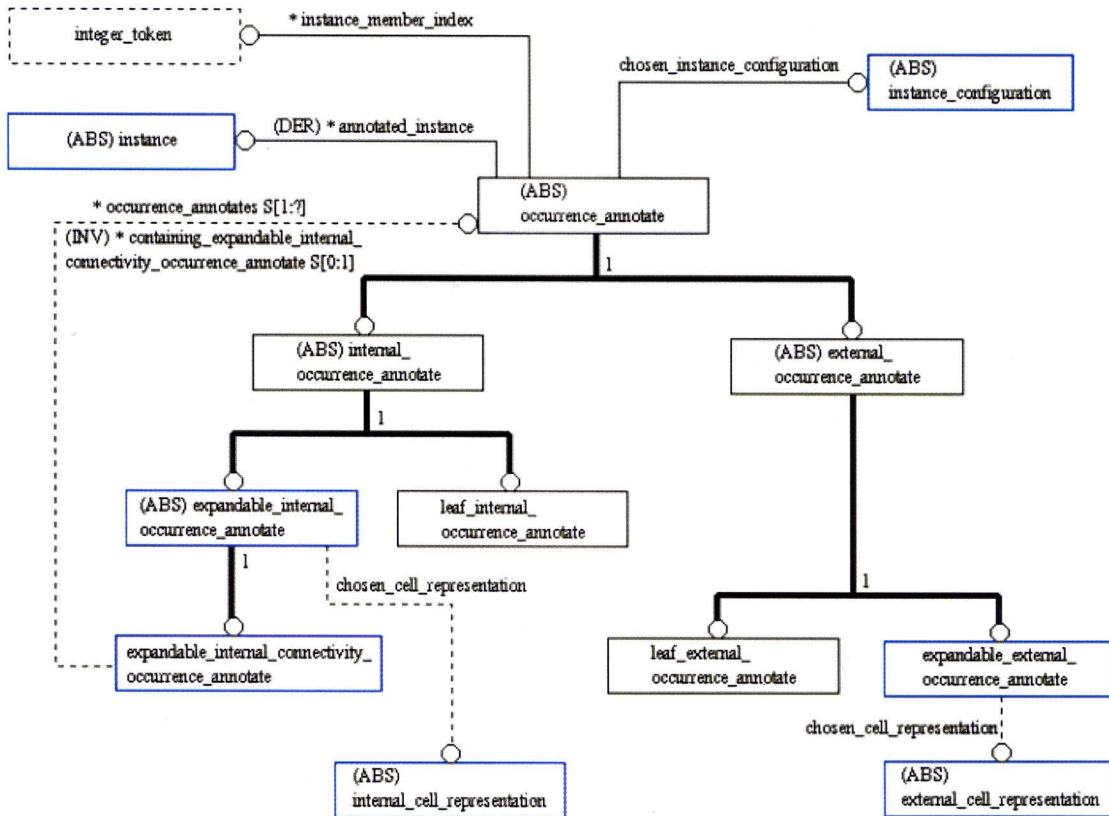 * instance_member_index
integer_token
chosen_instance_configuration
(ABS)
instance_configuration
(DER) * annotated_instance
(ABS) instance
(ABS)
occurrence_annotate
* occurrence_annotates S[1:?]
(INV) * containing_expandable_internal_
connectivity_occurrence_annotate S[0:1]
1
(ABS) internal_
occurrence_annotate
(ABS) external_
occurrence_annotate
1
(ABS) expandable_internal_
occurrence_annotate
leaf_internal_
occurrence_annotate
1
chosen_cell_representation
1
expandable_internal_connectivity_
occurrence_annotate
leaf_external_
occurrence_annotate
expandable_external_
occurrence_annotate
chosen_cell_representation
(ABS)
internal_cell_representation
(ABS)
external_cell_representation